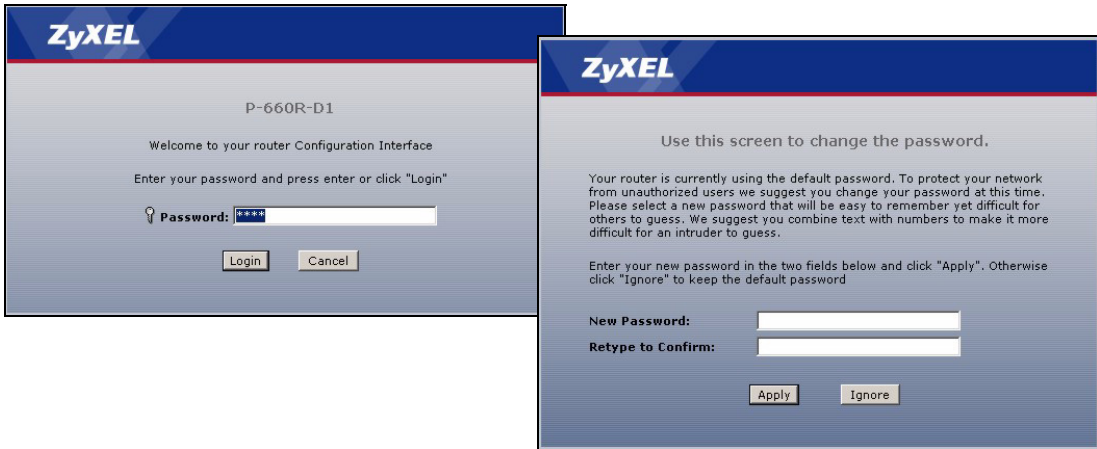 ZyXEL
P-660R-D1
Welcome to your router Configuration Interface
Enter your password and press enter or click "Login"
Password: ****
Login Cancel
ZyXEL
Use this screen to change the password.
Your router is currently using the default password. To protect your network
from unauthorized users we suggest you change your password at this time.
Please select a new password that will be easy to remember yet difficult for
others to guess. We suggest you combine text with numbers to make it more
difficult for an intruder to guess.
Enter your new password in the two fields below and click "Apply". Otherwise
click "Ignore" to keep the default password
New Password:
Retype to Confirm:
Apply Ignore